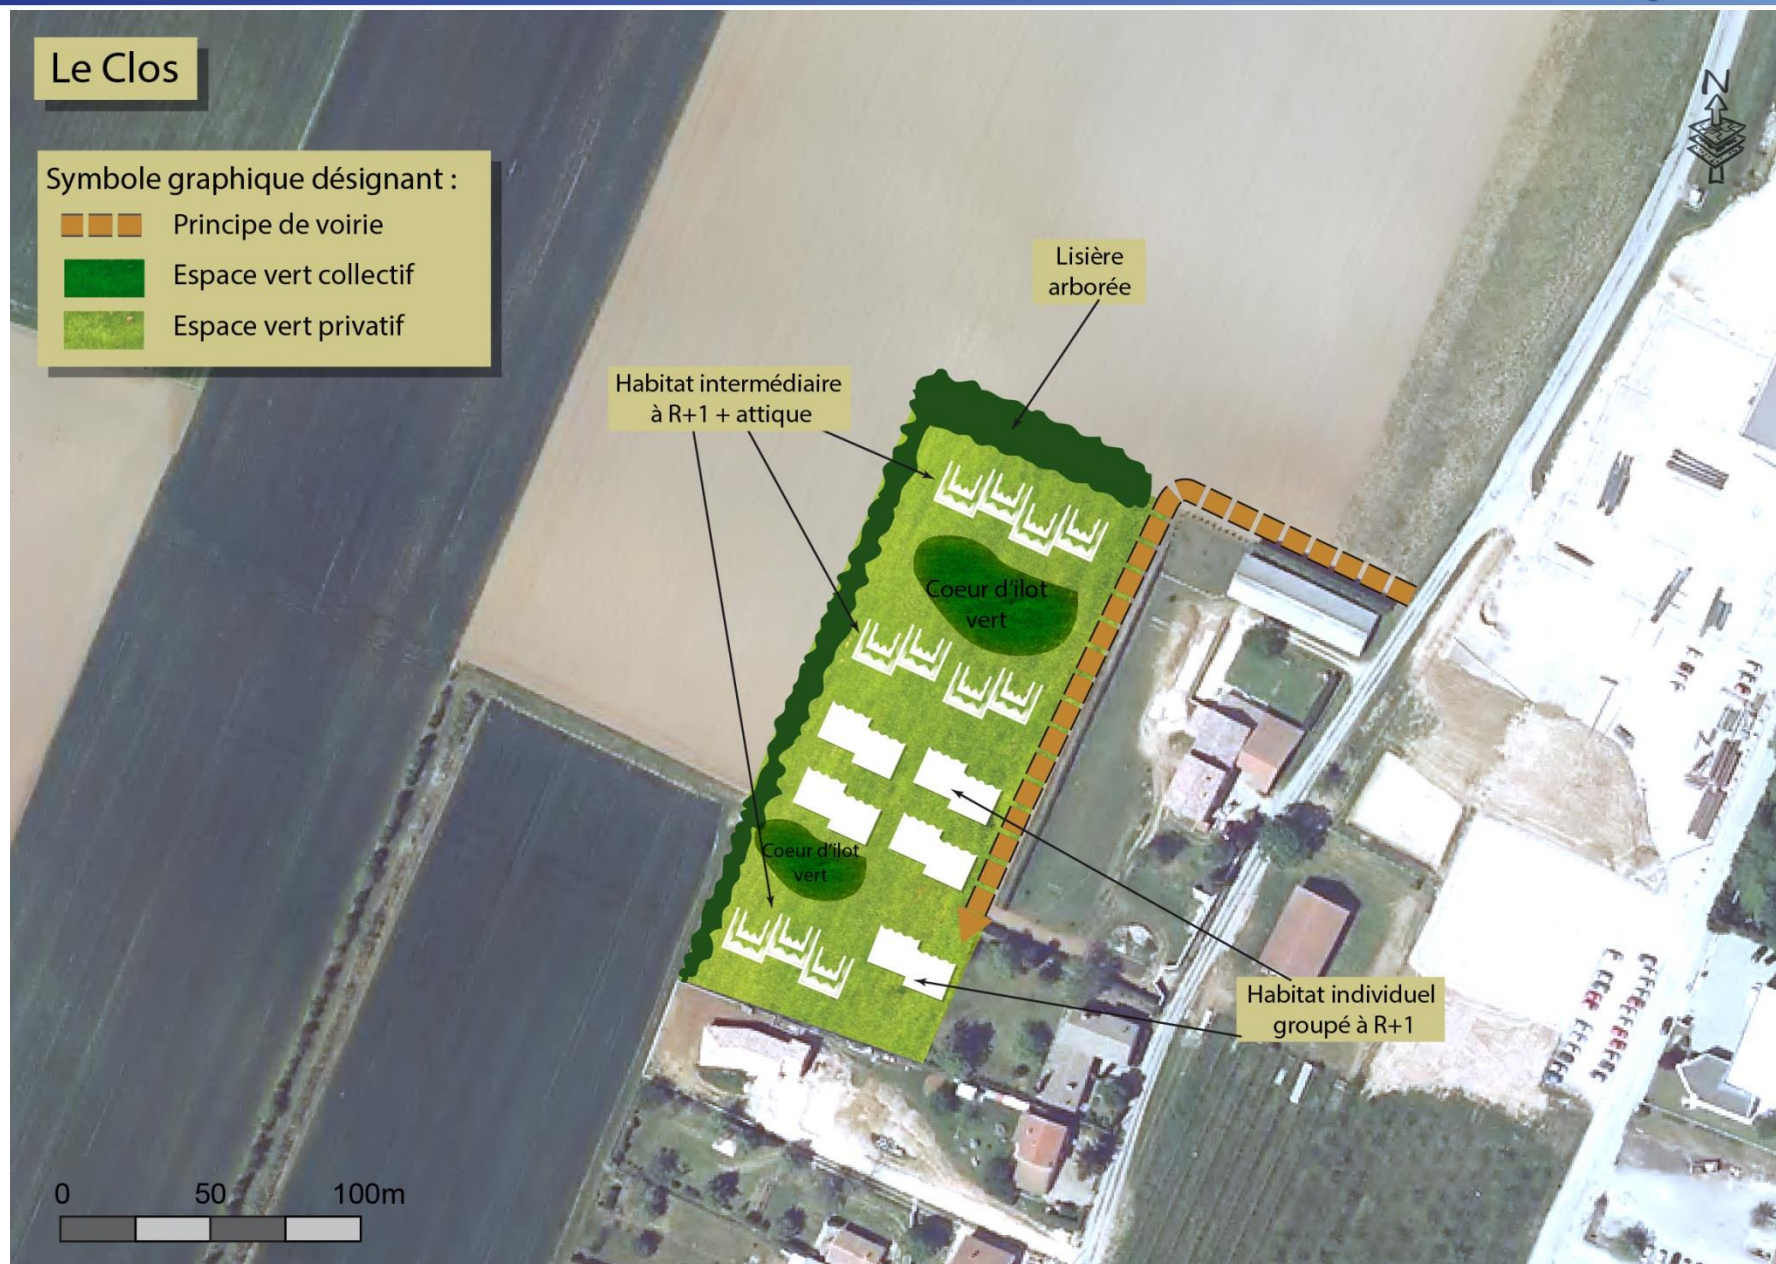 Le Clos
N
Symbole graphique désignant :
Principe de voirie
Espace vert collectif
Espace vert privatif
Lisière
arborée
Habitat intermédiaire
à R+1 + attique
Coeur d'ilot
vert
Coeur d'ilot
vert
Habitat individuel
groupé à R+1
0 50 100m